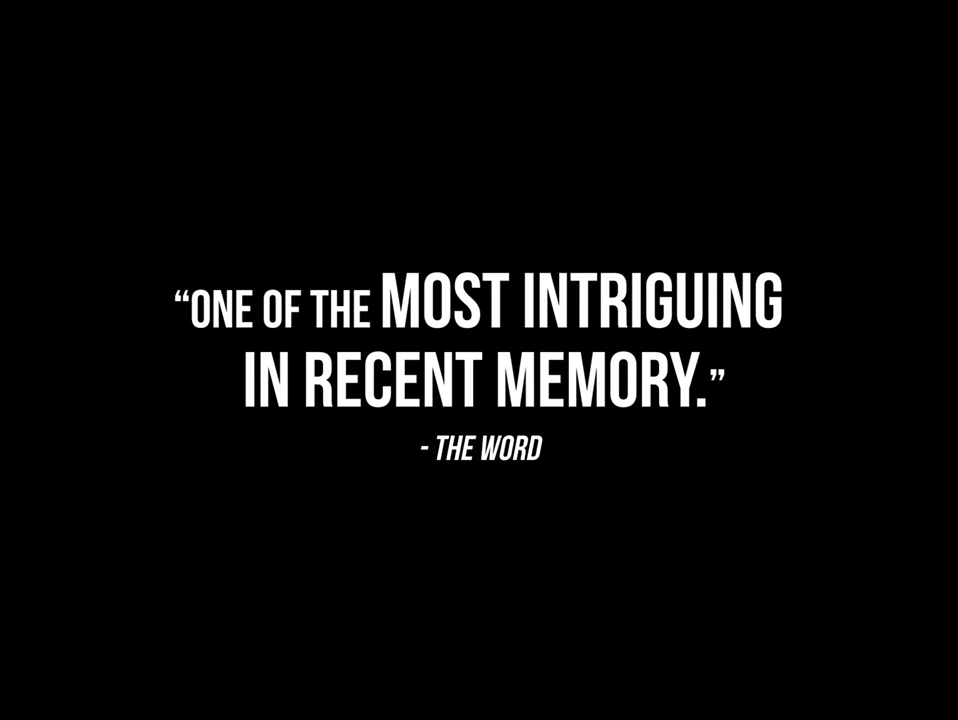 “ONE OF THE MOST INTRIGUING
IN RECENT MEMORY.”
- THE WORD